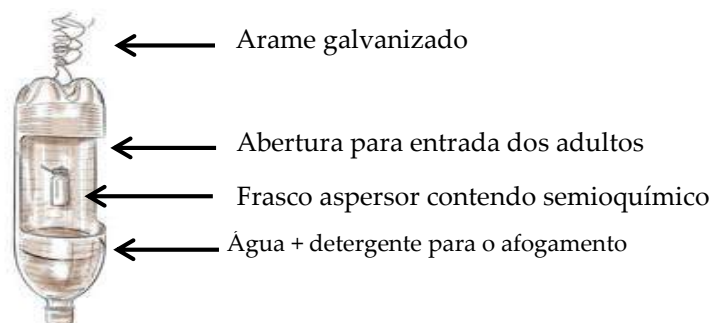 Arame galvanizado
Abertura para entrada dos adultos
Frasco aspersor contendo semioquímico
Água + detergente para o afogamento